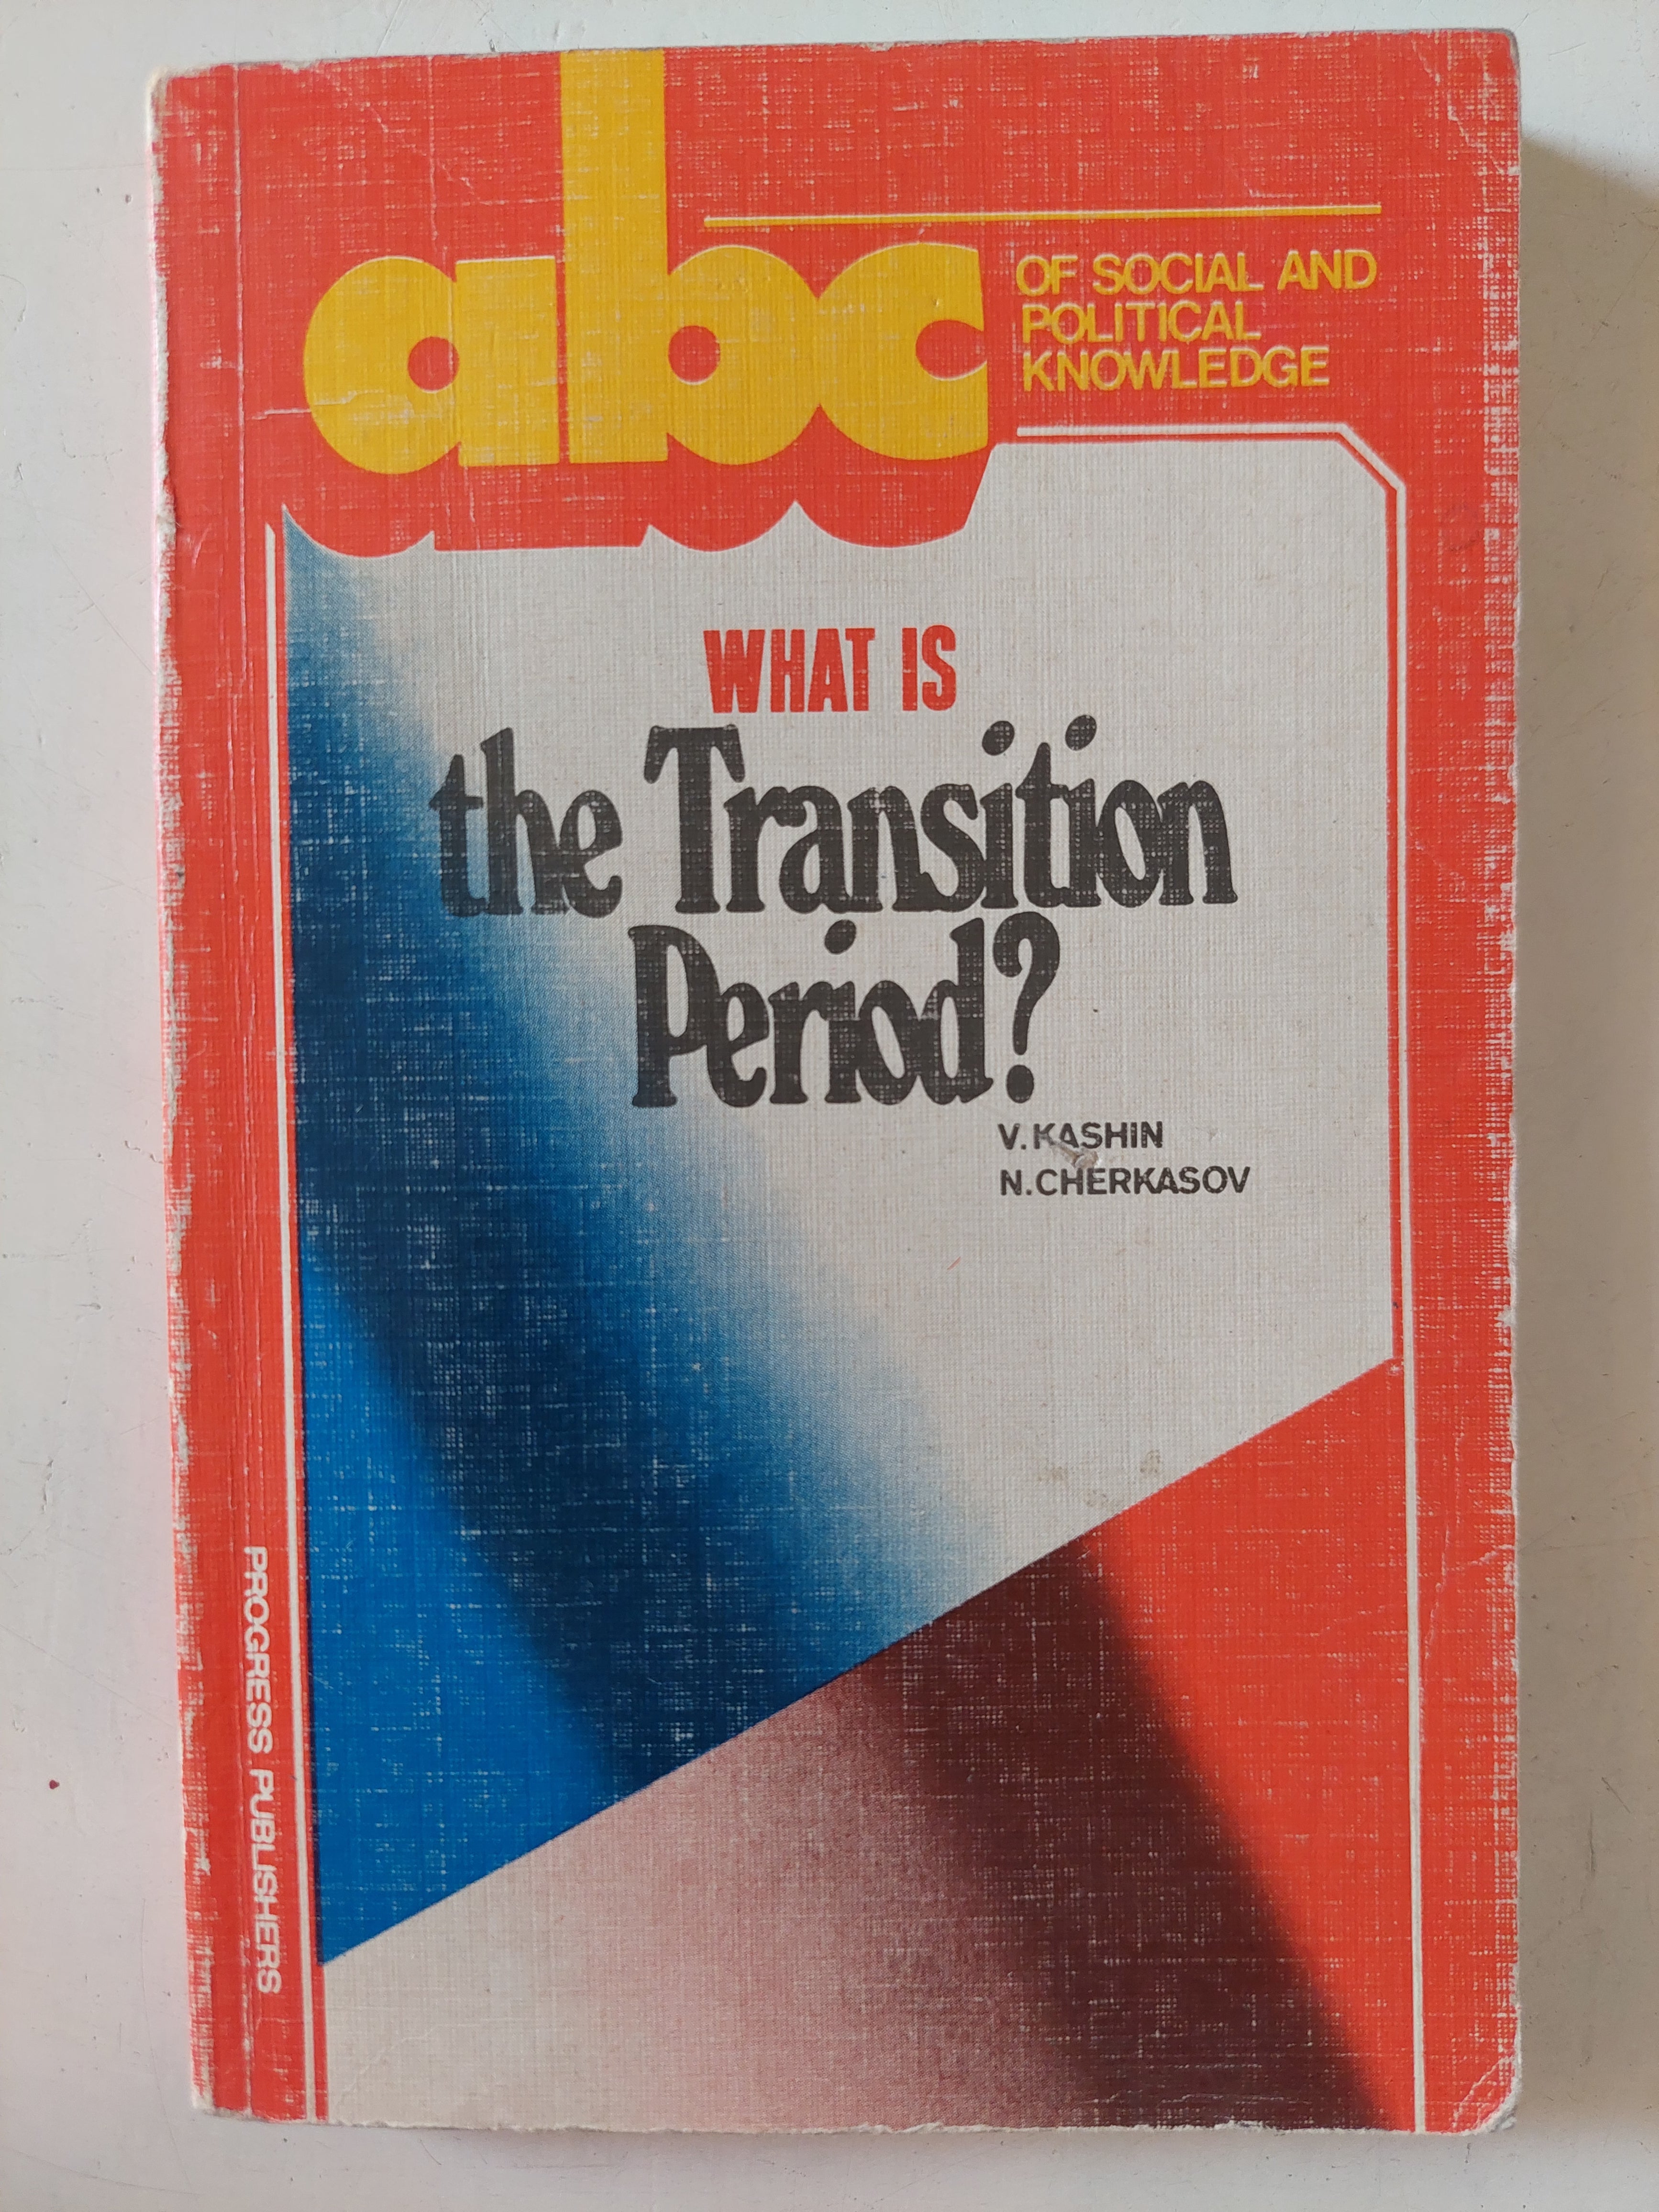 abc
OF SOCIAL AND
POLITICAL
KNOWLEDGE
WHAT IS
the Transition
Period?
V. KASHIN
N. CHERKASOV
PROGRESS PUBLISHERS